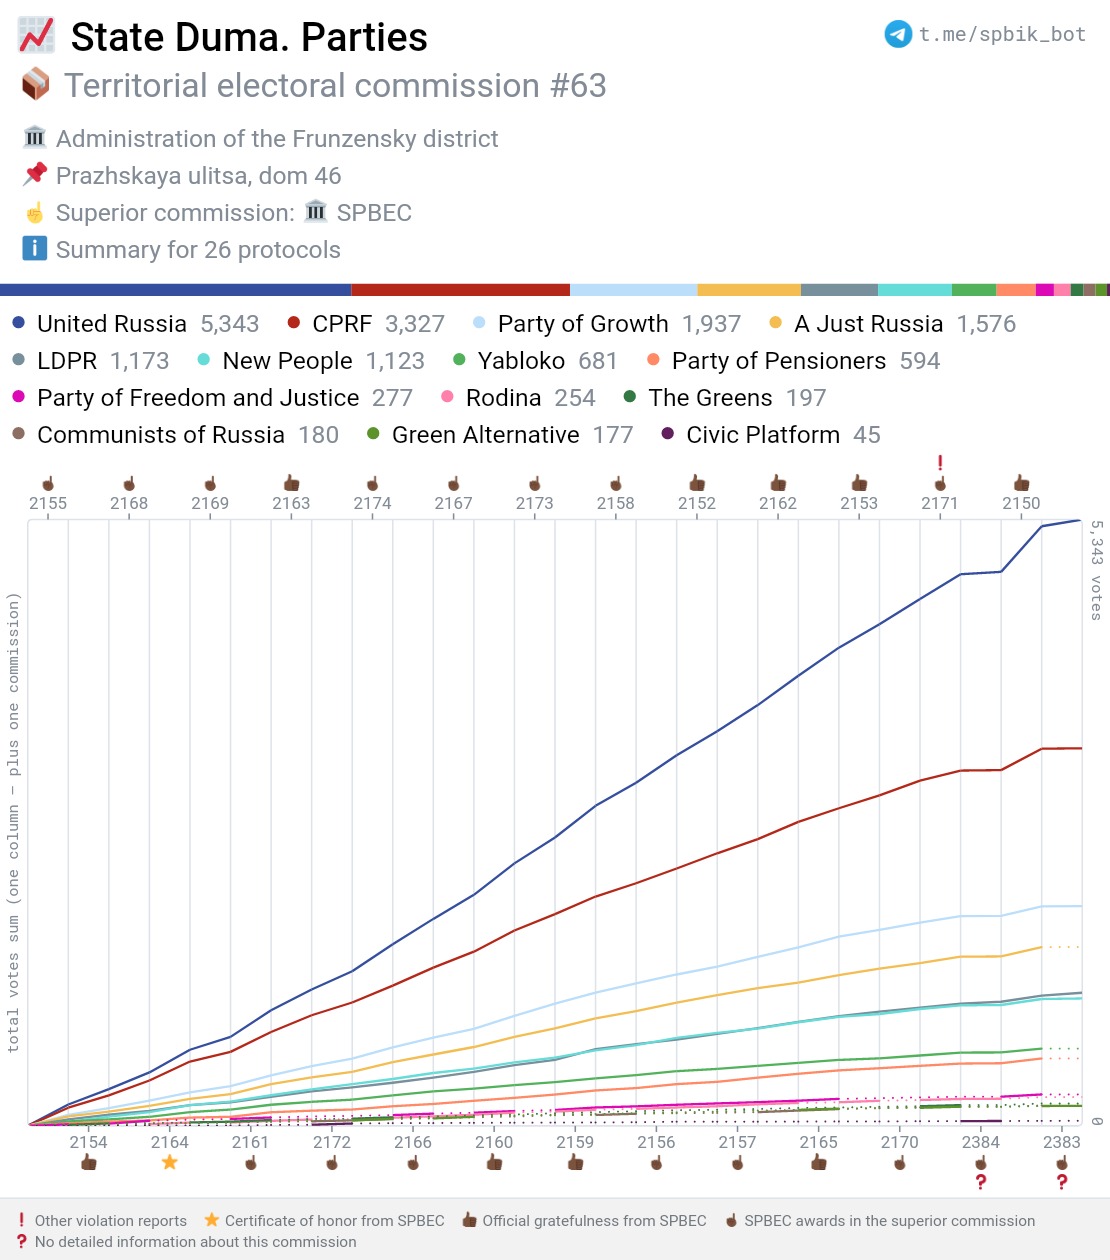 State Duma. Parties
t.me/spbik_bot
Territorial electoral commission #63
Administration of the Frunzensky district
Prazhskaya ulitsa, dom 46
Superior commission: SPBEC
Summary for 26 protocols
United Russia 5,343 CPRF 3,327 Party of Growth 1,937 A Just Russia 1,576
LDPR 1,173 New People 1,123 Yabloko 681 Party of Pensioners 594
Party of Freedom and Justice 277 Rodina 254 The Greens 197
Communists of Russia 180 Green Alternative 177 Civic Platform 45
2155 2168 2169 2163 2174 2167 2173 2158 2152 2162 2153 2171 2150
total votes sum (one column – plus one commission)
5,343 votes
0
2154 2164 2161 2172 2166 2160 2159 2156 2157 2165 2170 2384 2383
Other violation reports Certificate of honor from SPBEC Official gratefulness from SPBEC SPBEC awards in the superior commission
No detailed information about this commission